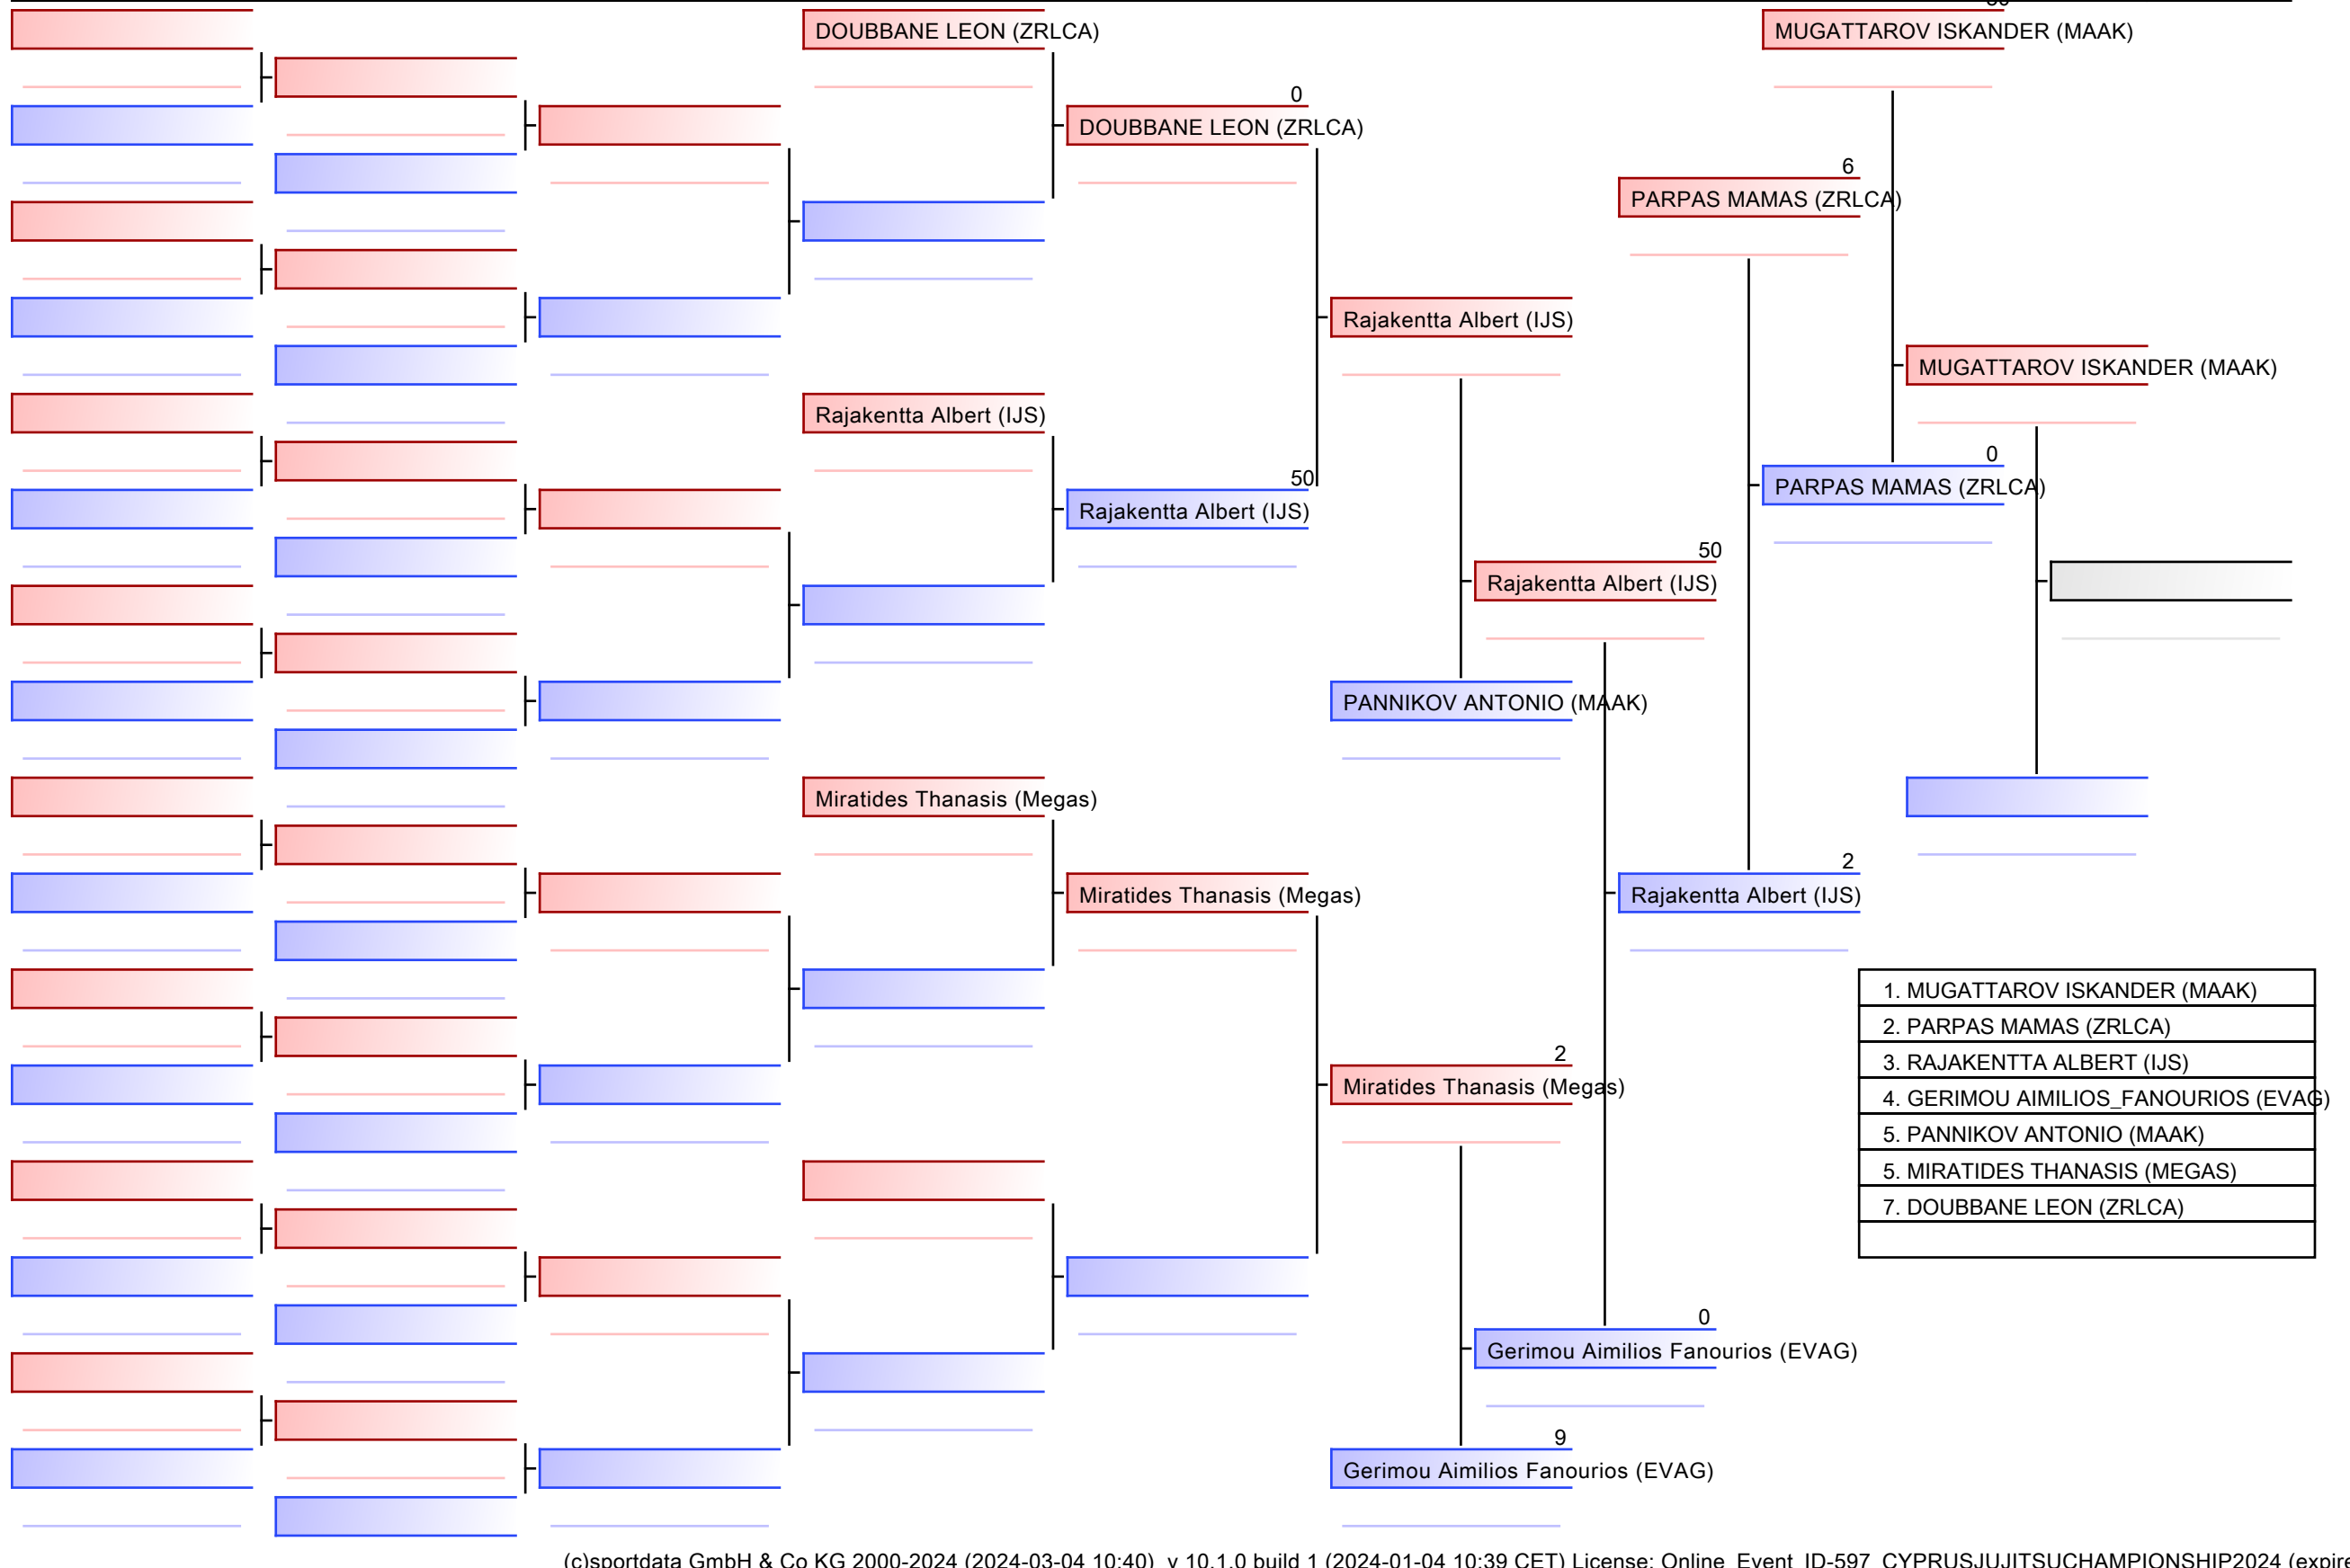 DOUBBANE LEON (ZRLCA)
MUGATTAROV ISKANDER (MAAK)
0
DOUBBANE LEON (ZRLCA)
6
PARPAS MAMAS (ZRLCA)
Rajakentta Albert (IJS)
MUGATTAROV ISKANDER (MAAK)
Rajakentta Albert (IJS)
0
PARPAS MAMAS (ZRLCA)
50
Rajakentta Albert (IJS)
50
Rajakentta Albert (IJS)
PANNIKOV ANTONIO (MAAK)
Miratides Thanasis (Megas)
2
Rajakentta Albert (IJS)
Miratides Thanasis (Megas)
1. MUGATTAROV ISKANDER (MAAK)
2. PARPAS MAMAS (ZRLCA)
3. RAJAKENTTA ALBERT (IJS)
4. GERIMOU AIMILIOS_FANOURIOS (EVAG)
5. PANNIKOV ANTONIO (MAAK)
5. MIRATIDES THANASIS (MEGAS)
7. DOUBBANE LEON (ZRLCA)
2
Miratides Thanasis (Megas)
0
Gerimou Aimilios Fanourios (EVAG)
9
Gerimou Aimilios Fanourios (EVAG)
(c)sportdata GmbH & Co KG 2000-2024 (2024-03-04 10:40) v 10.1.0 build 1 (2024-01-04 10:39 CET) License: Online_Event_ID-597_CYPRUSJUJITSUCHAMPIONSHIP2024 (expire